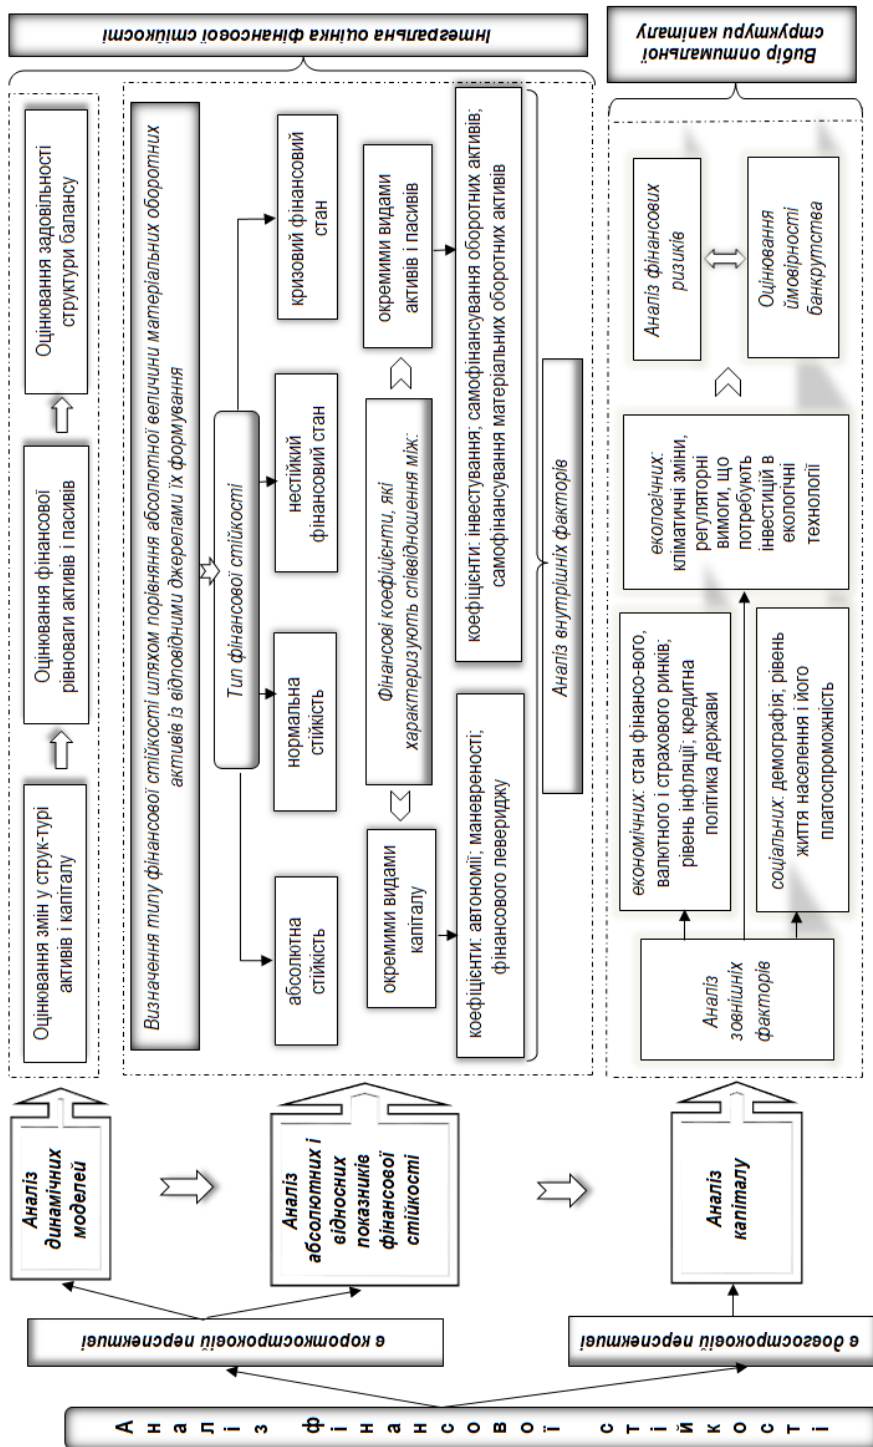 Аналіз фінансової стійкості
в короткостроковій перспективі
в довгостроковій перспективі
Аналіз
динамічних
моделей
Оцінювання змін у струк-турі
активів і капіталу
Оцінювання фінансової
рівноваги активів і пасивів
Оцінювання задовільності
структури балансу
Аналіз
абсолютних і
відносних
показників
фінансової
стійкості
Визначення типу фінансової стійкості шляхом порівняння абсолютної величини матеріальних оборотних
активів із відповідними джерелами їх формування
Тип фінансової стійкості
абсолютна
стійкість
нормальна
стійкість
нестійкий
фінансовий стан
кризовий фінансовий
стан
окремими видами
капіталу
Фінансові коефіцієнти, які
характеризують співвідношення між:
окремими видами
активів і пасивів
коефіцієнти: автономії; маневреності;
фінансового левериджу
коефіцієнти: інвестування; самофінансування оборотних активів;
самофінансування матеріальних оборотних активів
Аналіз внутрішніх факторів
Інтегральна оцінка фінансової стійкості
Аналіз
капіталу
Аналіз
зовнішніх
факторів
економічних: стан фінансо-вого,
валютного і страхового ринків;
рівень інфляції; кредитна
політика держави
соціальних: демографія; рівень
життя населення і його
платоспроможність
екологічних:
кліматичні зміни,
регуляторні
вимоги, що
потребують
інвестицій в
екологічні
технології
Аналіз фінансових
ризиків
Оцінювання
ймовірності
банкрутства
Вибір оптимальної
структури капіталу